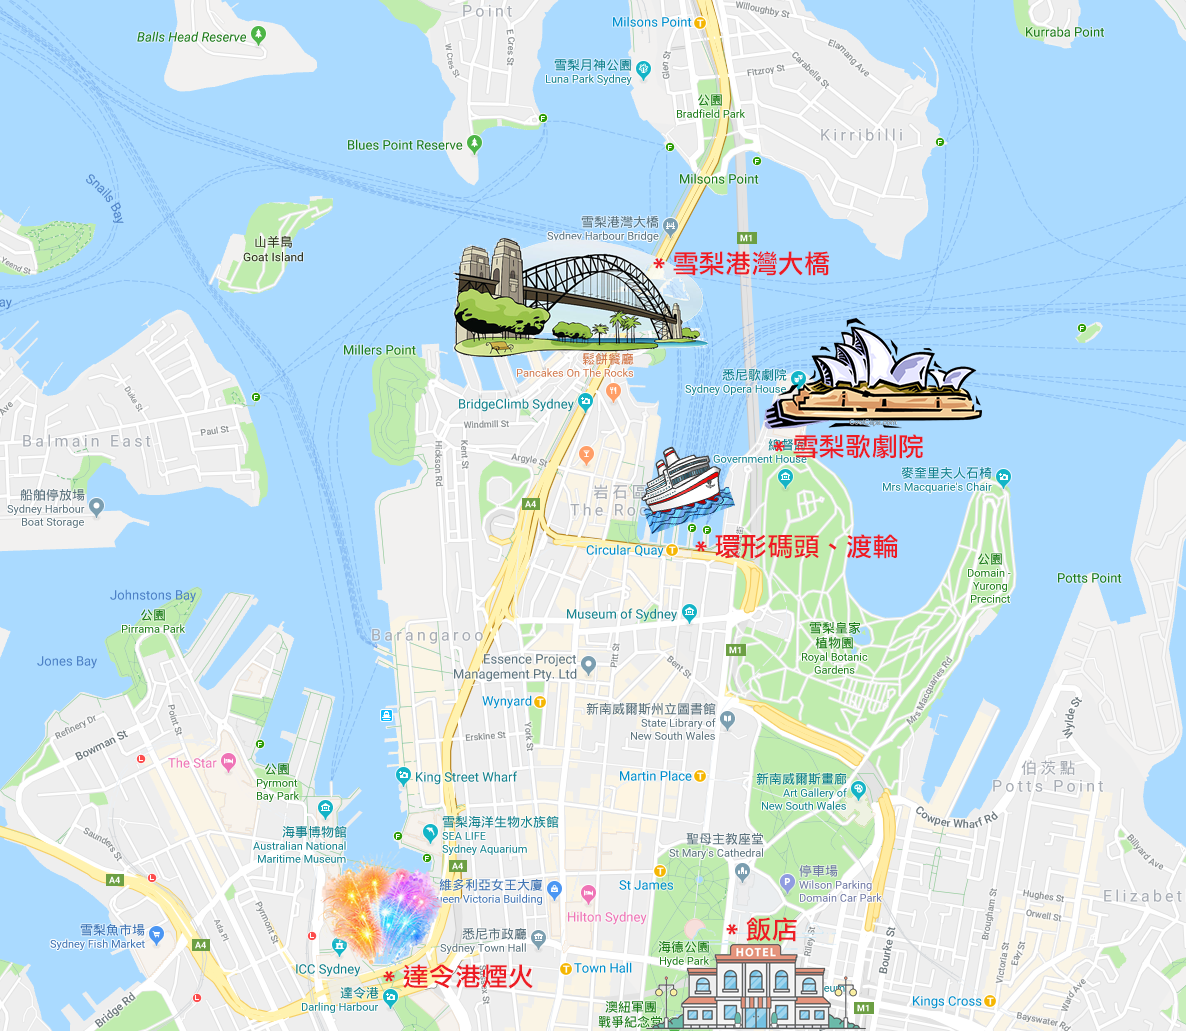 Point
Milsons Point
Willoughby St
Kurraba Point
Balls Head Reserve
W Cres St
E Cres St
Glen St
Elamang Ave
Carabella St
Fitzroy St
雪梨月神公園
Luna Park Sydney
公園
Bradfield Park
Kirribilli
Blues Point Reserve
Milsons Point
Snails Bay
雪梨港灣大橋
Sydney Harbour Bridge
M1
山羊島
Goat Island
Yeend St
* 雪梨港灣大橋
Millers Point
鬆餅餐廳
Pancakes On The Rocks
悉尼歌劇院
Sydney Opera House
Duke St
BridgeClimb Sydney
Windmill St
Paul St
Balmain East
Hickson Rd
Kent St
Argyle St
* 雪梨歌劇院
Government House
麥奎里夫人石椅
Mrs Macquarie's Chair
船舶停放場
Sydney Harbour
Boat Storage
A4
岩石區
The Roc
Circular Quay
* 環形碼頭、渡輪
公園
Domain -
Yurong
Precinct
Potts Point
Johnstons Bay
公園
Pirrama Park
Museum of Sydney
Barangaroo
雪梨皇家
植物園
Royal Botanic
Gardens
Jones Bay
Pitt St
Bent St
M1
Essence Project
Management Pty. Ltd
Mrs Macquaries Rd
Wynyard
新南威爾斯州立圖書館
State Library of
New South Wales
Wylde St
Refinery Dr
Bowman St
Point St
York St
Erskine St
The Star
公園
Pyrmont
Bay Park
King Street Wharf
Martin Place
新南威爾斯畫廊
Art Gallery of
New South Wales
伯茨點
Potts Point
Cowper Wharf Rd
海事博物館
Australian National
Maritime Museum
雪梨海洋生物水族館
SEA LIFE
Sydney Aquarium
Saunders St
聖母主教座堂
St Mary's Cathedral
Billyard Ave
A4
A4
St James
停車場
Wilson Parking
Domain Car Park
維多利亞女王大廈
ueen Victoria Building
Hilton Sydney
Hughes St
Orwell St
Elizabet
Brougham St
Pyrmont St
Ada Pl
雪梨魚市場
Sydney Fish Market
A4
悉尼市政廳
Sydney Town Hall
海德公園
Hyde Park
* 飯店
HOTEL
Riley St
Bourke St
Victoria St
Earl St
ICC Sydney
* 達令港煙火
Town Hall
達令港
Darling Harbour
Bridge Rd
澳紐軍團
戰爭紀念堂
M1
Kings Cross
Ward Ave
Roslyn